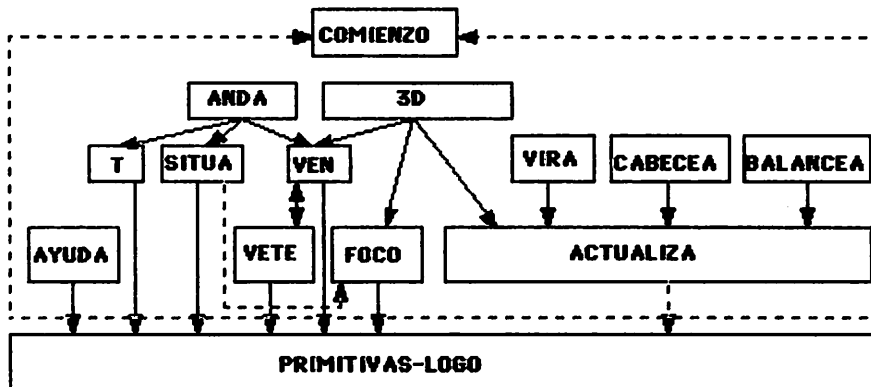 COMIENZO
ANDA 3D
T SITUA VEN VIRA CABECEA BALANCEA
AYUDA VETE FOCO ACTUALIZA
PRIMITIVAS-LOGO